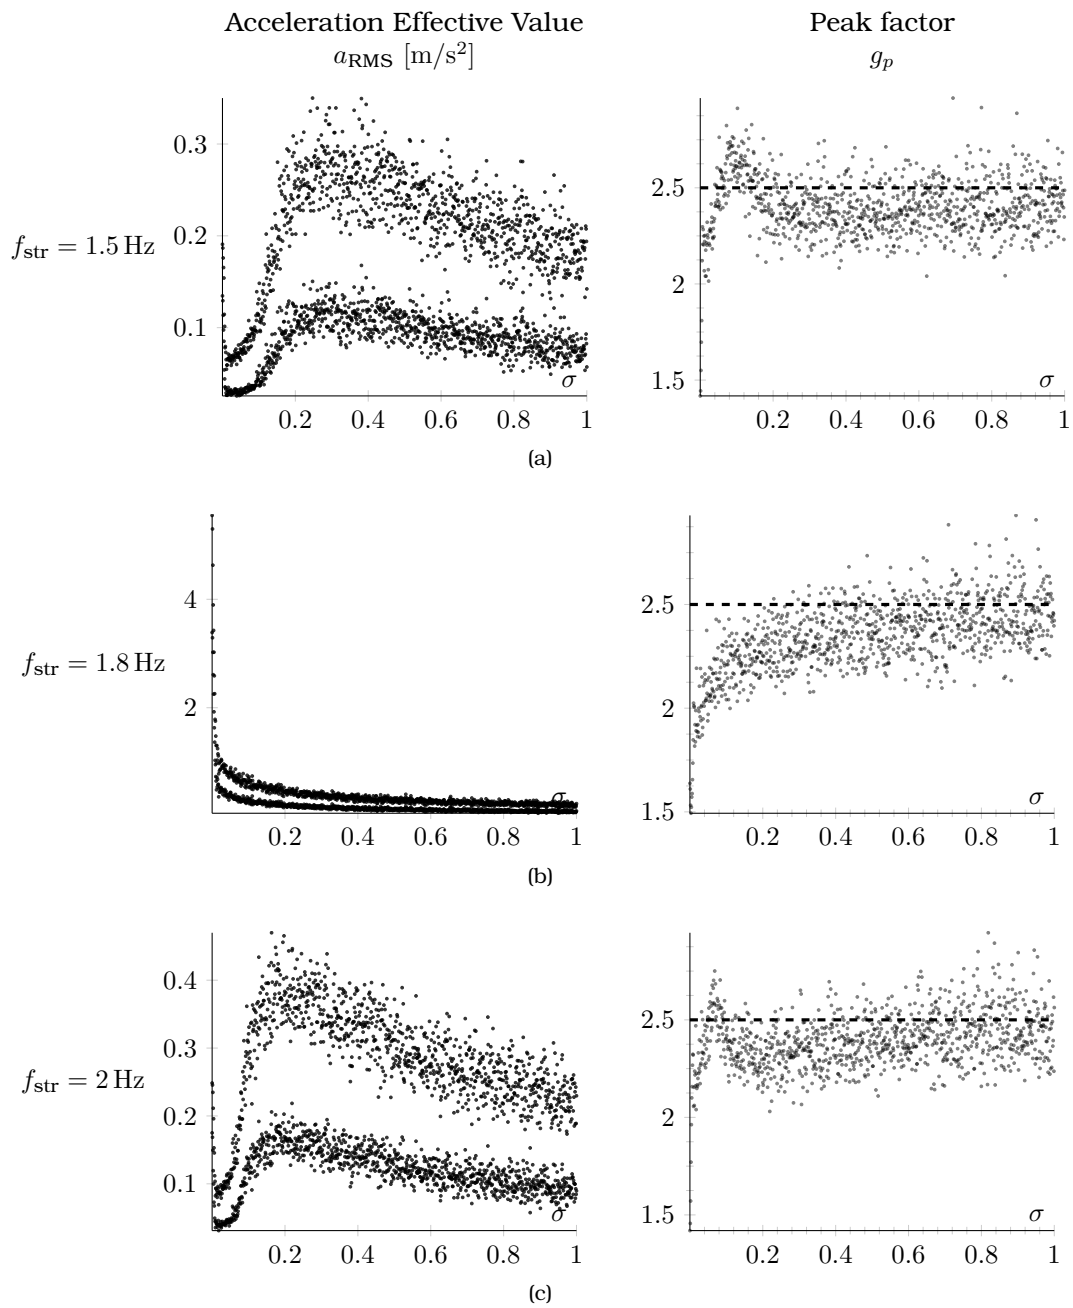 Acceleration Effective Value Peak factor
a_RMS [m/s²] g_p
0.3
0.2
0.1
f_str = 1.5 Hz
σ
0.2 0.4 0.6 0.8 1
2.5
2
1.5
σ
0.2 0.4 0.6 0.8 1
(a)
4
2
f_str = 1.8 Hz
σ
0.2 0.4 0.6 0.8 1
2.5
2
1.5
σ
0.2 0.4 0.6 0.8 1
(b)
0.4
0.3
0.2
0.1
f_str = 2 Hz
σ
0.2 0.4 0.6 0.8 1
2.5
2
1.5
σ
0.2 0.4 0.6 0.8 1
(c)